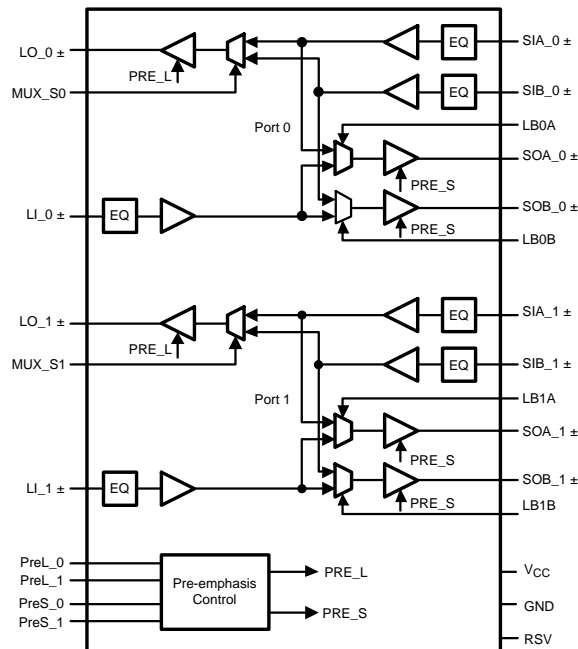 LO_0 ±
MUX_S0
PRE_L
EQ
SIA_0 ±
EQ
SIB_0 ±
Port 0
LB0A
SOA_0 ±
PRE_S
LI_0 ±
EQ
SOB_0 ±
PRE_S
LB0B
LO_1 ±
MUX_S1
PRE_L
EQ
SIA_1 ±
EQ
SIB_1 ±
Port 1
LB1A
SOA_1 ±
PRE_S
LI_1 ±
EQ
SOB_1 ±
PRE_S
LB1B
PreL_0
PreL_1
PreS_0
PreS_1
Pre-emphasis
Control
PRE_L
PRE_S
VCC
GND
RSV